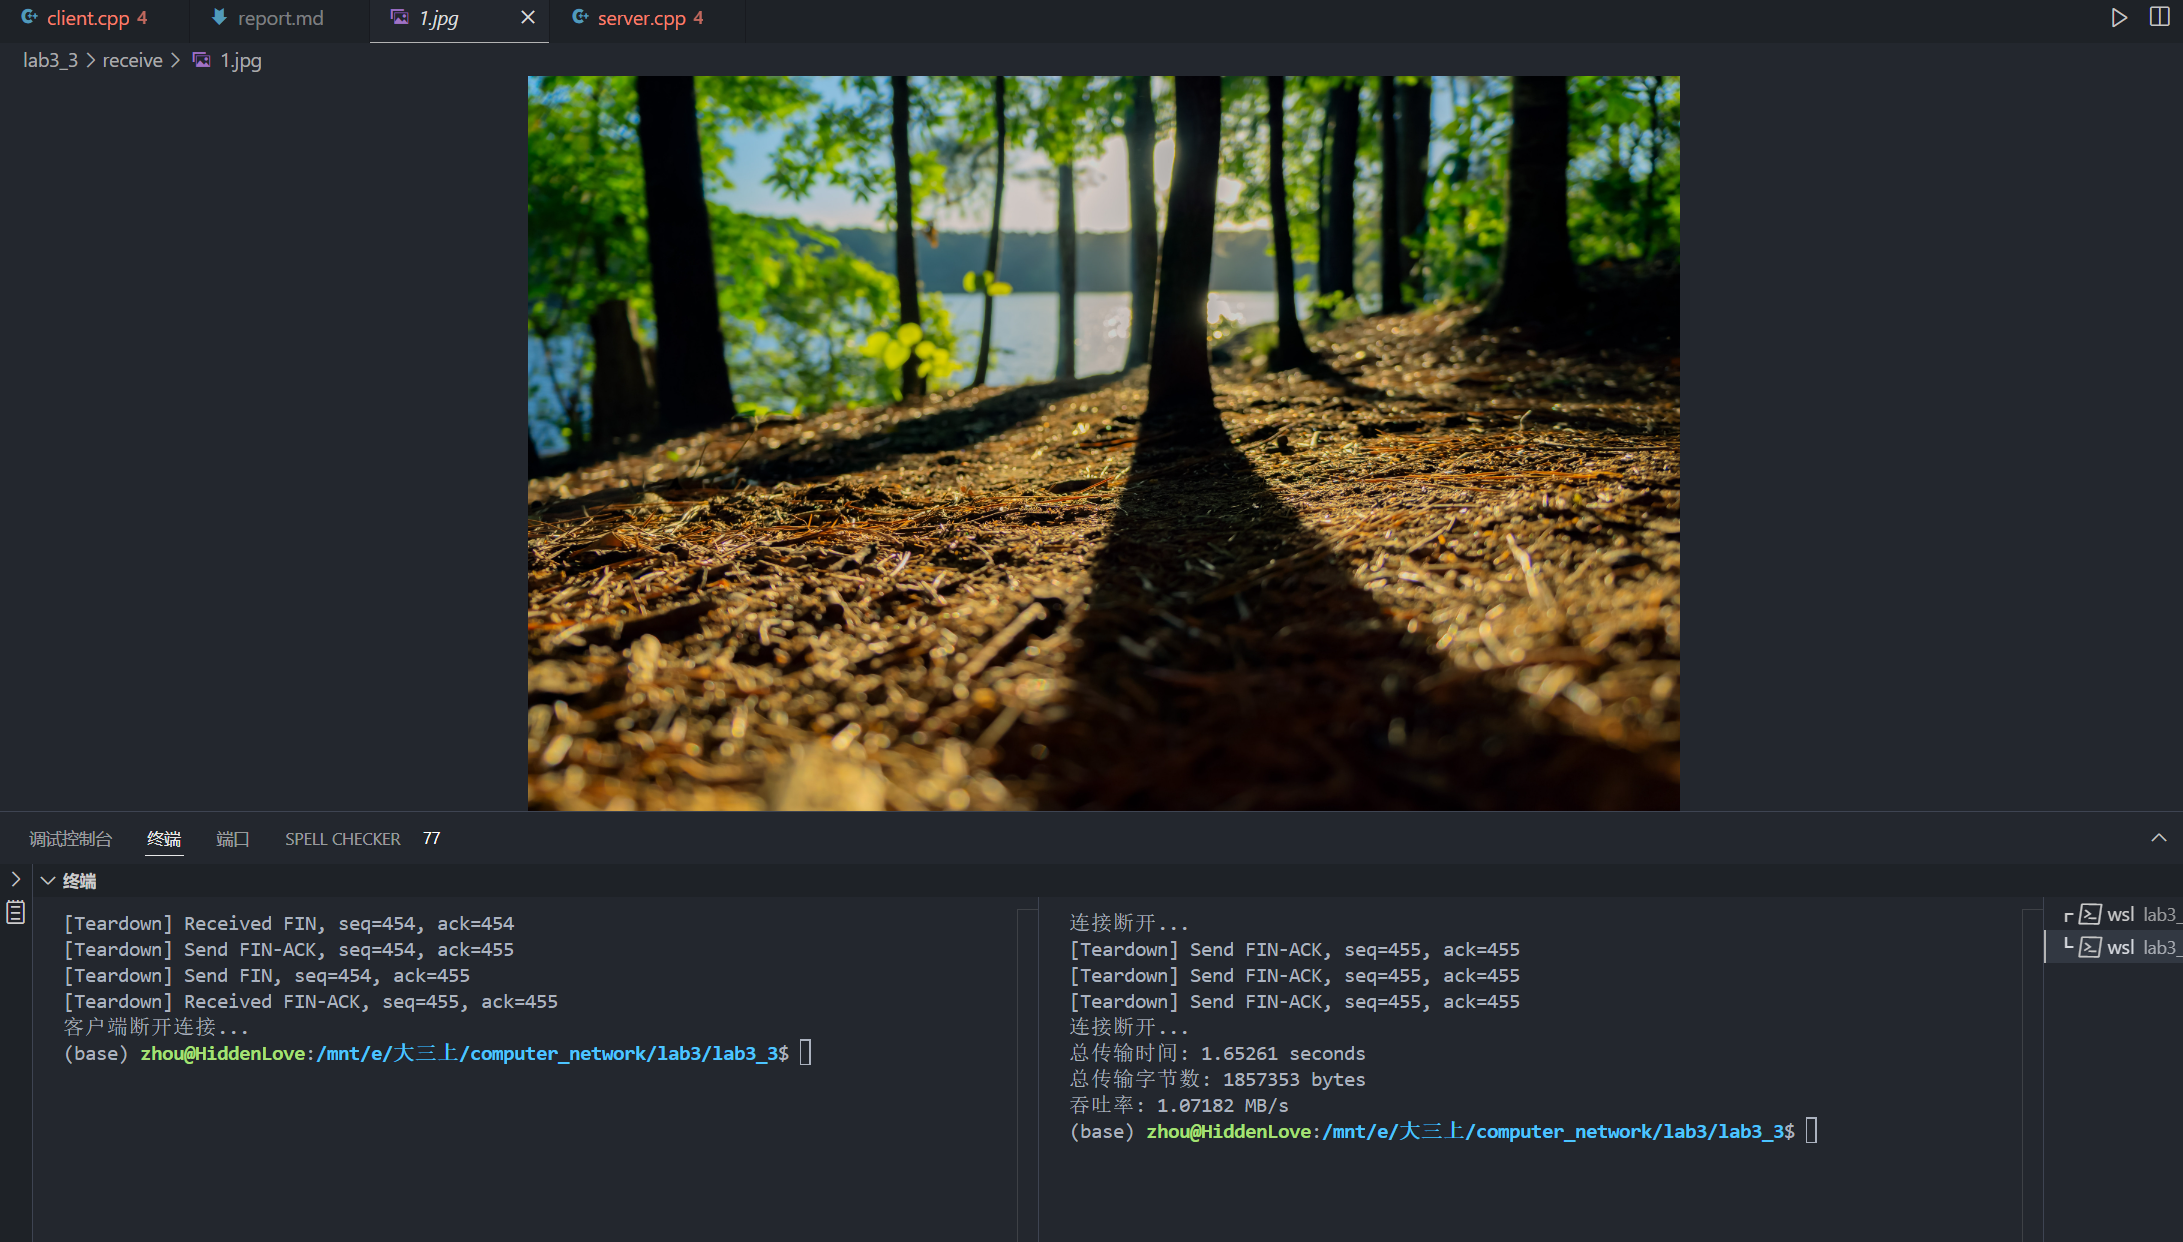 client.cpp 4 report.md 1.jpg server.cpp 4
lab3_3 > receive > 1.jpg
调试控制台 终端 端口 SPELL CHECKER 77
终端
[Teardown] Received FIN, seq=454, ack=454
[Teardown] Send FIN-ACK, seq=454, ack=455
[Teardown] Send FIN, seq=454, ack=455
[Teardown] Received FIN-ACK, seq=455, ack=455
客户端断开连接...
(base) zhou@HiddenLove:/mnt/e/大三上/computer_network/lab3/lab3_3$
连接断开...
[Teardown] Send FIN-ACK, seq=455, ack=455
[Teardown] Send FIN-ACK, seq=455, ack=455
[Teardown] Send FIN-ACK, seq=455, ack=455
连接断开...
总传输时间: 1.65261 seconds
总传输字节数: 1857353 bytes
吞吐率: 1.07182 MB/s
(base) zhou@HiddenLove:/mnt/e/大三上/computer_network/lab3/lab3_3$
wsl lab3_
wsl lab3_